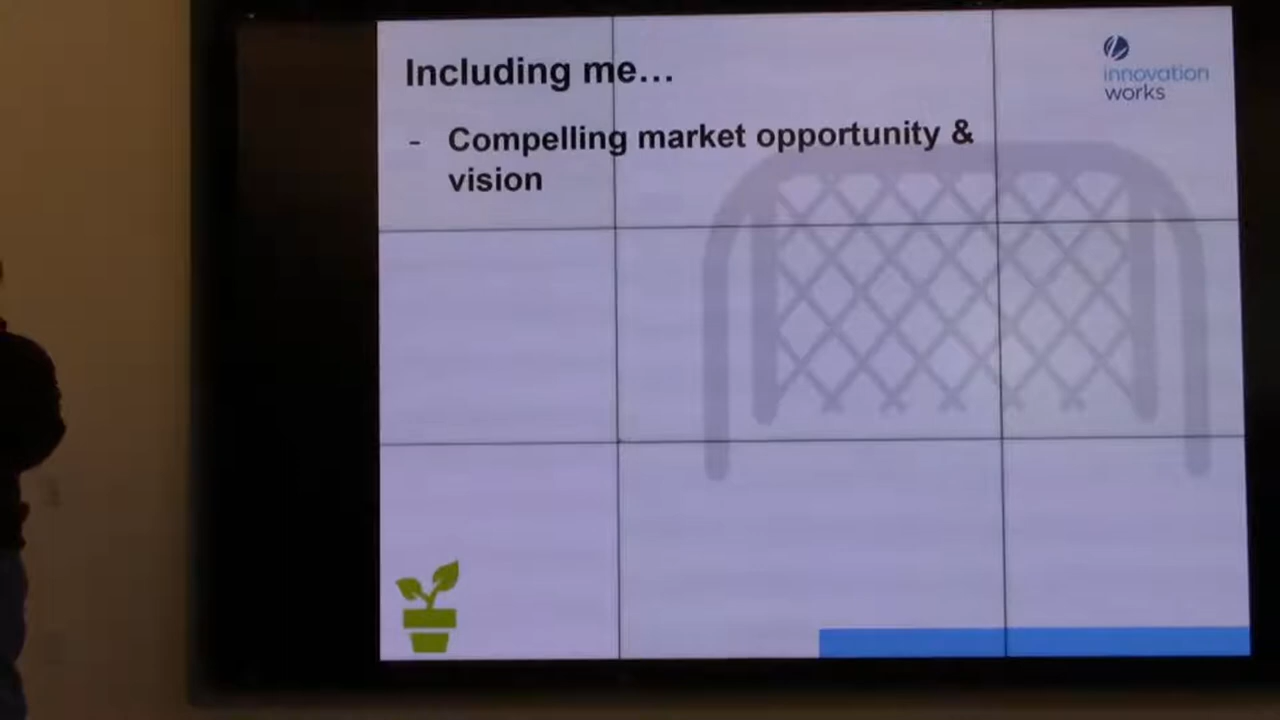 Including me...
innovation
works
- Compelling market opportunity &
vision